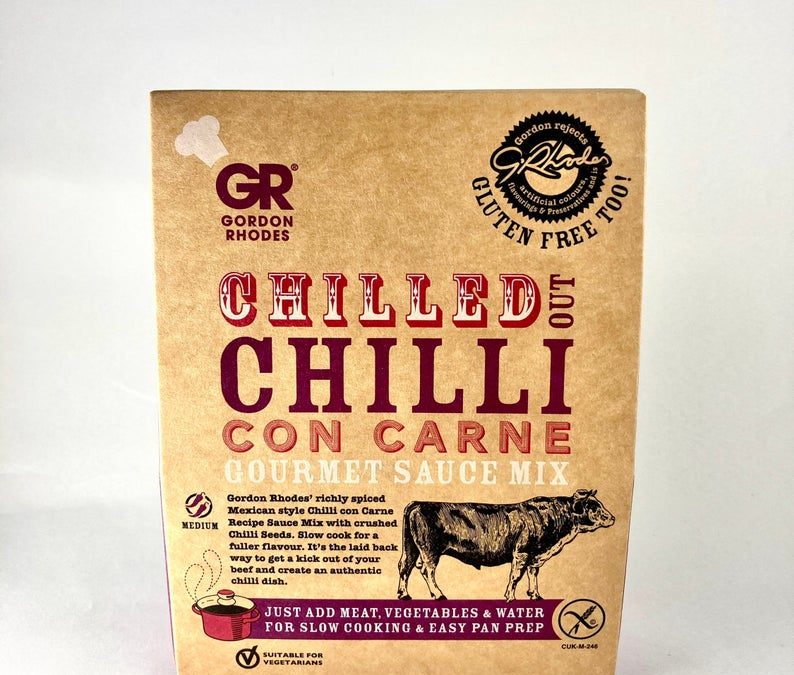 GR®
GORDON
RHODES
Gordon rejects
G.Rhodes
artificial colours,
flavourings & Preservatives and is
GLUTEN FREE TOO!
CHILLED OUT
CHILLI
CON CARNE
GOURMET SAUCE MIX
MEDIUM
Gordon Rhodes' richly spiced
Mexican style Chilli con Carne
Recipe Sauce Mix with crushed
Chilli Seeds. Slow cook for a
fuller flavour. It's the laid back
way to get a kick out of your
beef and create an authentic
chilli dish.
JUST ADD MEAT, VEGETABLES & WATER
FOR SLOW COOKING & EASY PAN PREP
CUK-M-246
V SUITABLE FOR
VEGETARIANS